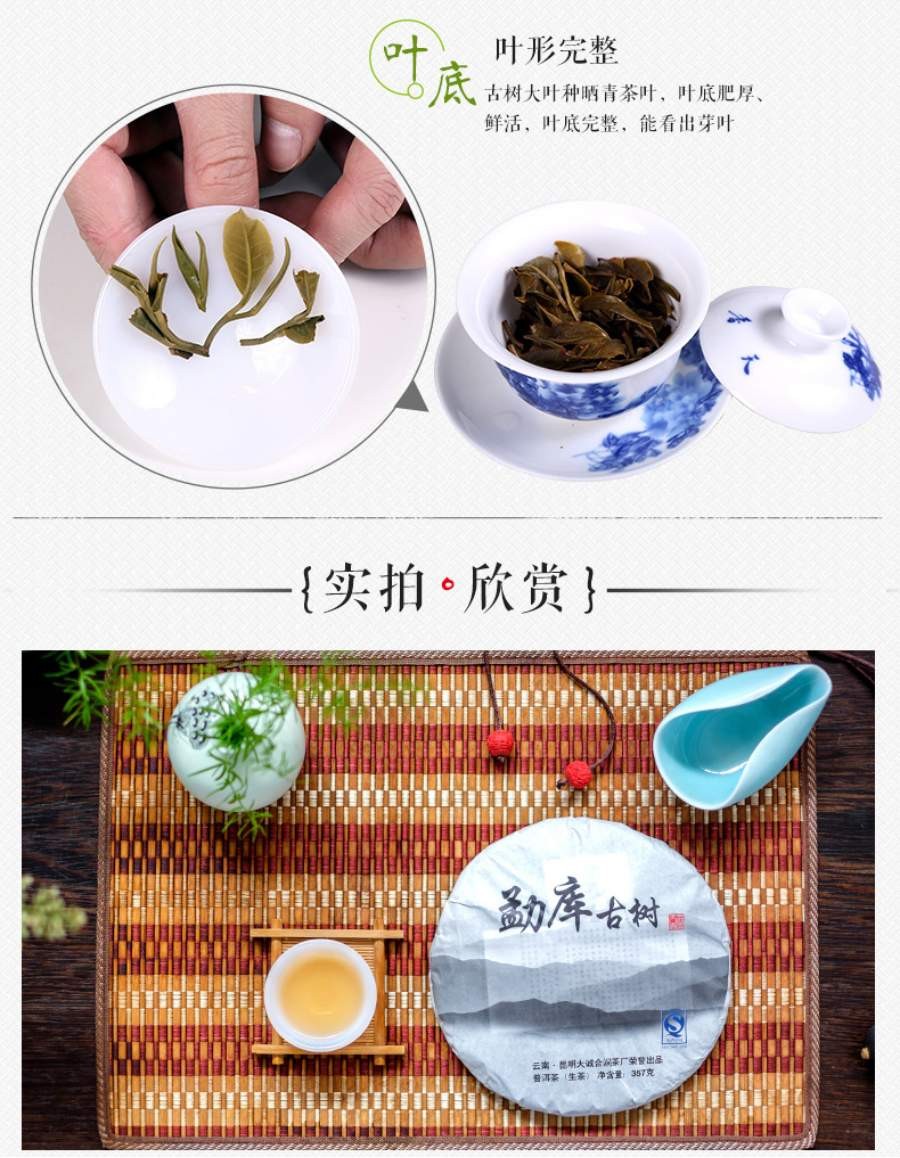 叶底
叶形完整
古树大叶种晒青茶叶，叶底肥厚、
鲜活，叶底完整，能看出芽叶
{实拍·欣赏}
勐库古树
云南·昆明大诚会润茶厂荣誉出品
普洱茶（生茶）净含量：357克